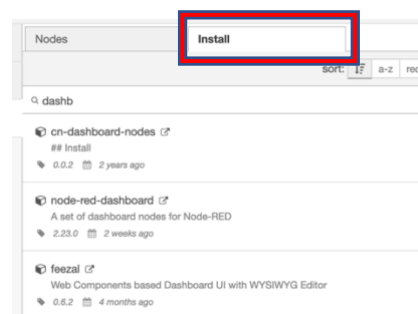 Nodes Install
sort: a-z rec
dashb
cn-dashboard-nodes
## Install
0.0.2 2 years ago
node-red-dashboard
A set of dashboard nodes for Node-RED
2.23.0 2 weeks ago
feezal
Web Components based Dashboard UI with WYSIWYG Editor
0.6.2 4 months ago